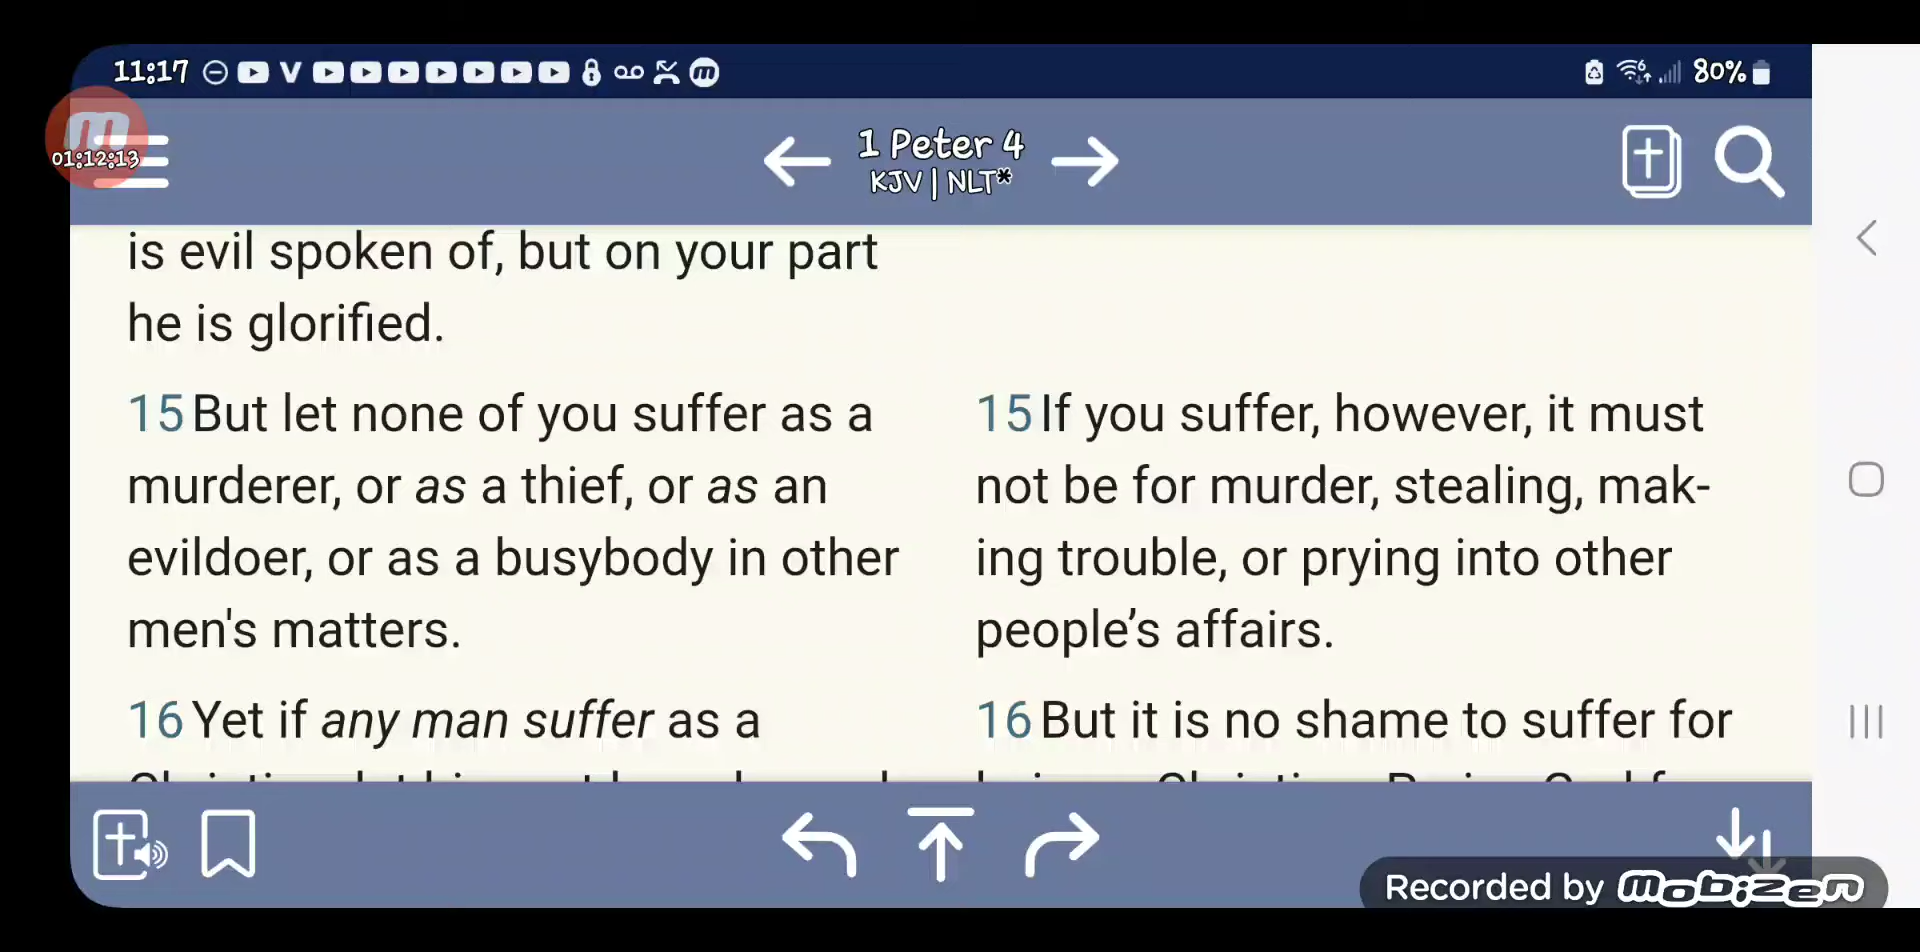 11:17
80%
01:12:13
1 Peter 4
KJV | NLT*
is evil spoken of, but on your part
he is glorified.
15 But let none of you suffer as a
murderer, or as a thief, or as an
evildoer, or as a busybody in other
men's matters.
16 Yet if any man suffer as a
15 If you suffer, however, it must
not be for murder, stealing, mak-
ing trouble, or prying into other
people’s affairs.
16 But it is no shame to suffer for
Recorded by Mobizen